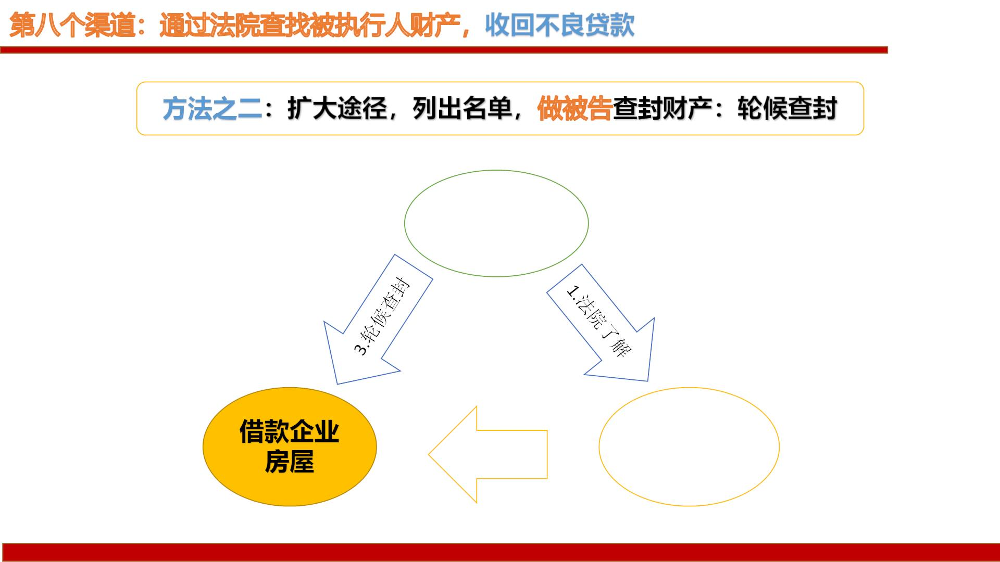 第八个渠道：通过法院查找被执行人财产，收回不良贷款
方法之二：扩大途径，列出名单，做被告查封财产：轮候查封
3.轮候查封
1.法院了解
借款企业
房屋